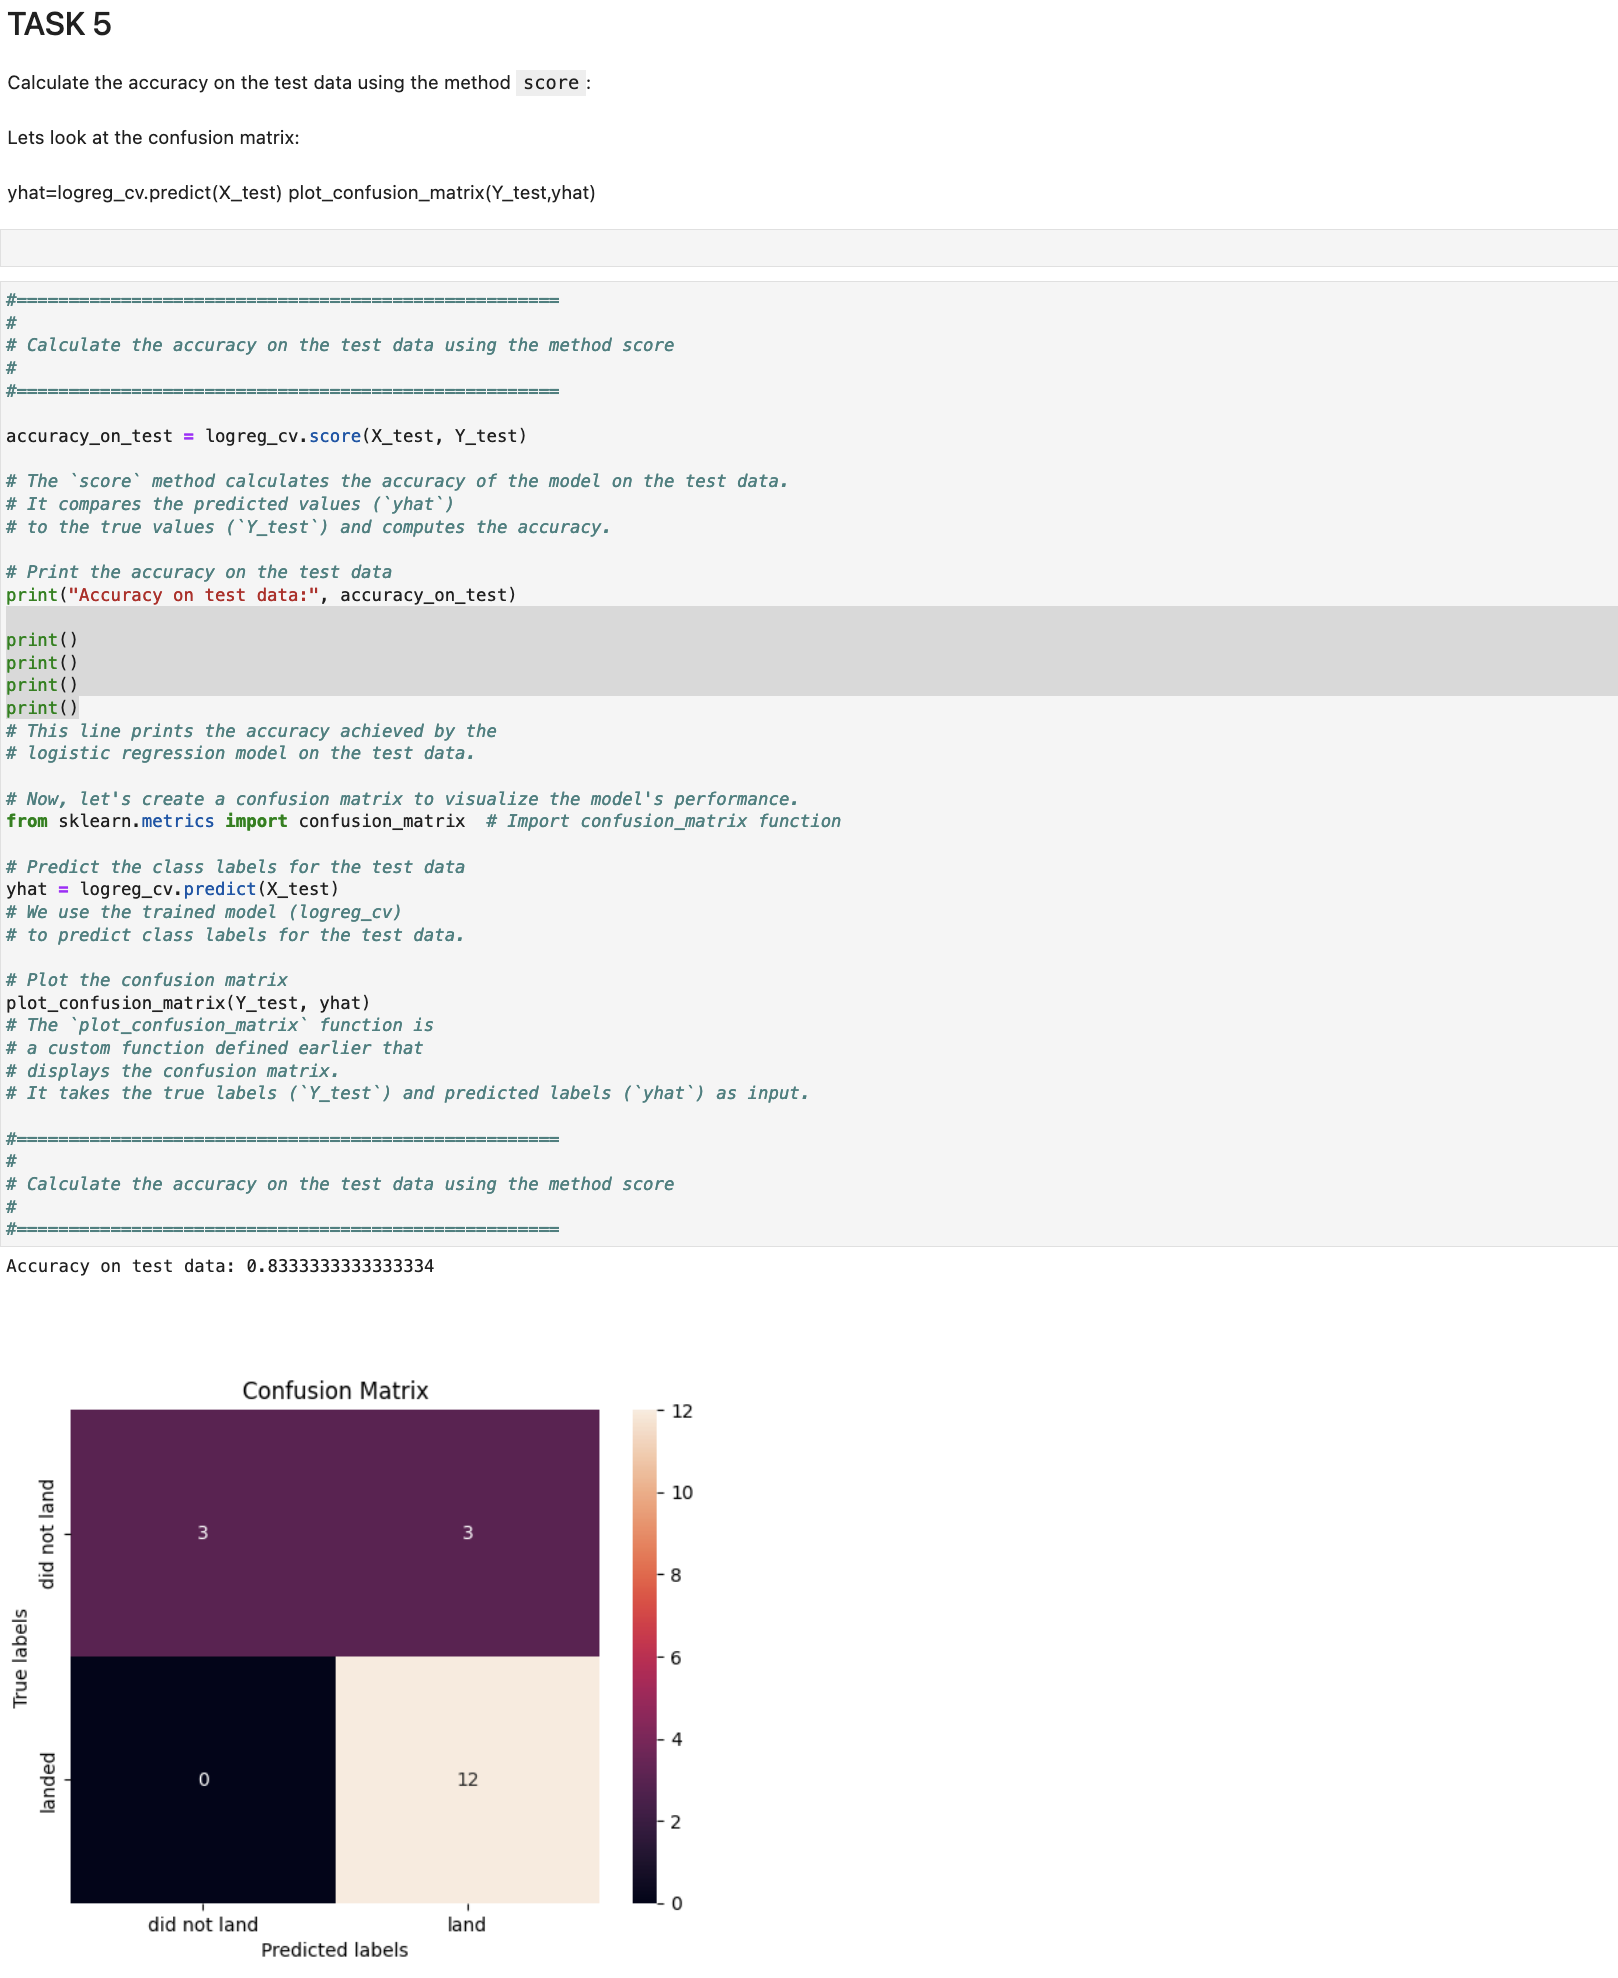 TASK 5
Calculate the accuracy on the test data using the method score :
Lets look at the confusion matrix:
yhat=logreg_cv.predict(X_test) plot_confusion_matrix(Y_test,yhat)
#====================================================
#
# Calculate the accuracy on the test data using the method score
#
#====================================================
accuracy_on_test = logreg_cv.score(X_test, Y_test)
# The `score` method calculates the accuracy of the model on the test data.
# It compares the predicted values (`yhat`)
# to the true values (`Y_test`) and computes the accuracy.
# Print the accuracy on the test data
print("Accuracy on test data:", accuracy_on_test)
print()
print()
print()
print()
# This line prints the accuracy achieved by the
# logistic regression model on the test data.
# Now, let's create a confusion matrix to visualize the model's performance.
from sklearn.metrics import confusion_matrix  # Import confusion_matrix function
# Predict the class labels for the test data
yhat = logreg_cv.predict(X_test)
# We use the trained model (logreg_cv)
# to predict class labels for the test data.
# Plot the confusion matrix
plot_confusion_matrix(Y_test, yhat)
# The `plot_confusion_matrix` function is
# a custom function defined earlier that
# displays the confusion matrix.
# It takes the true labels (`Y_test`) and predicted labels (`yhat`) as input.
#====================================================
#
# Calculate the accuracy on the test data using the method score
#
#====================================================
Accuracy on test data: 0.8333333333333334
Confusion Matrix
True labels
did not land
landed
3
3
0
12
did not land
land
Predicted labels
12
10
8
6
4
2
0